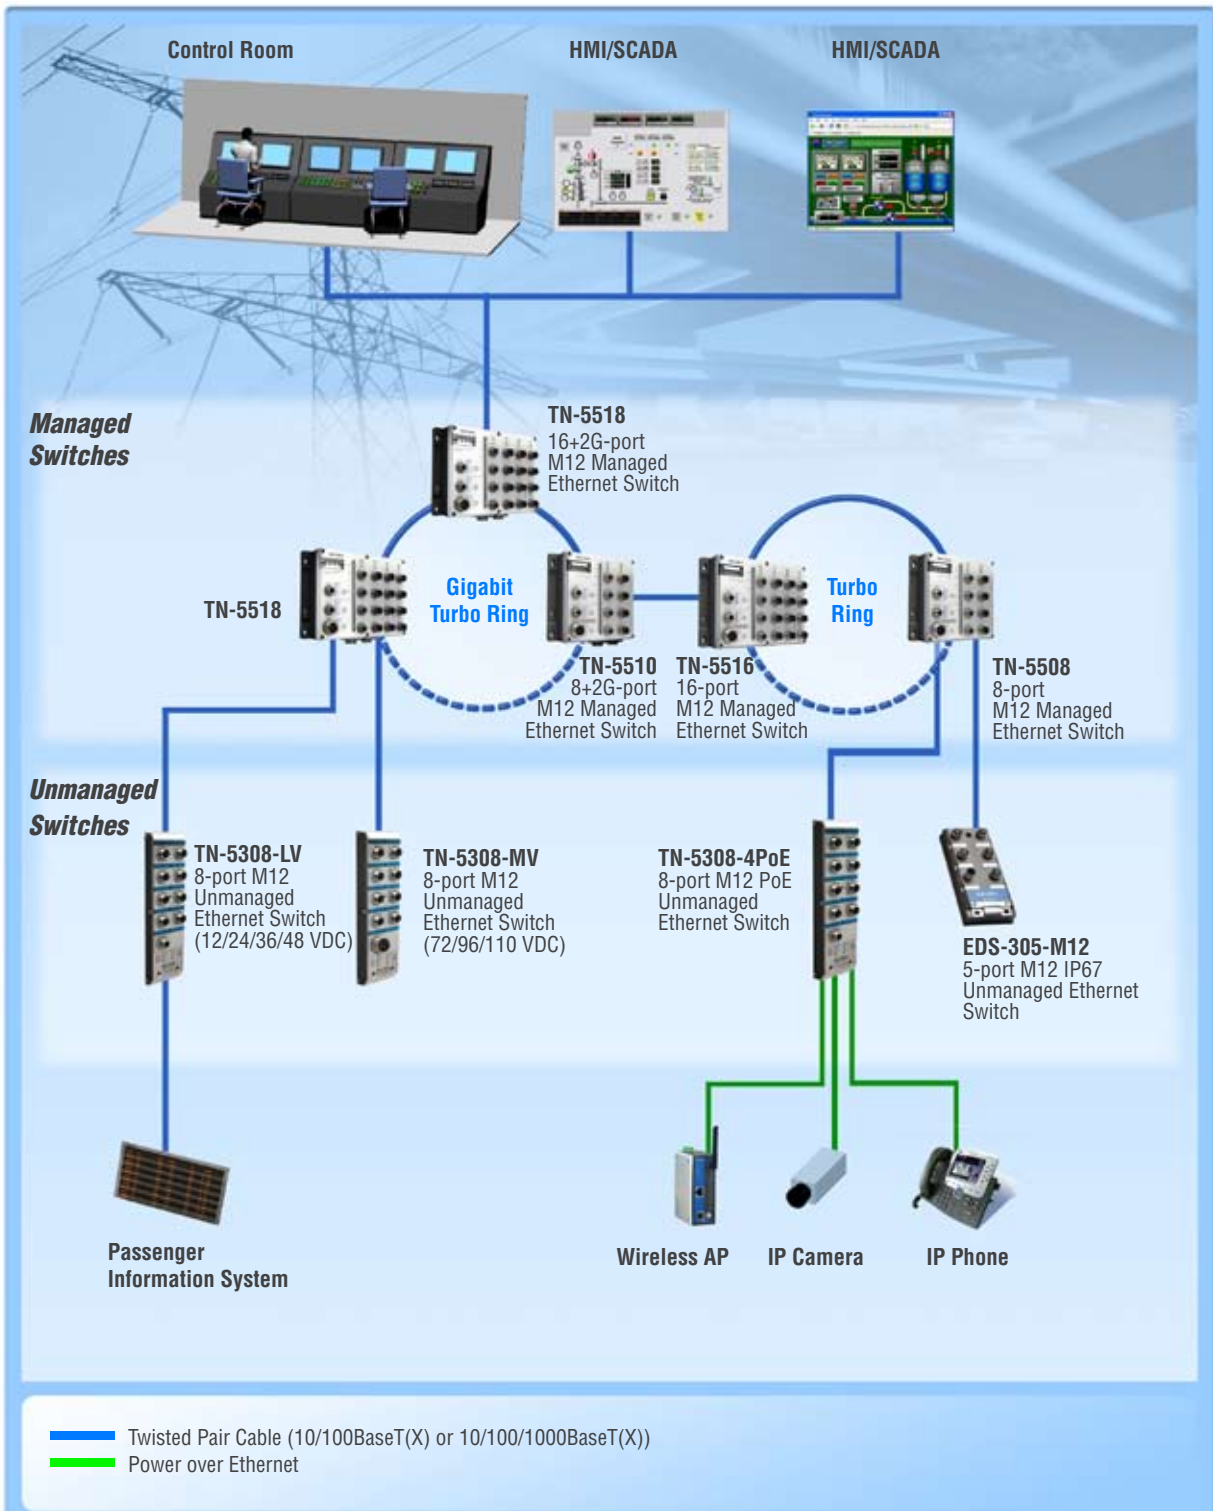 Control Room
HMI/SCADA
HMI/SCADA
Managed
Switches
TN-5518
16+2G-port
M12 Managed
Ethernet Switch
TN-5518
Gigabit
Turbo Ring
Turbo
Ring
TN-5510
8+2G-port
M12 Managed
Ethernet Switch
TN-5516
16-port
M12 Managed
Ethernet Switch
TN-5508
8-port
M12 Managed
Ethernet Switch
Unmanaged
Switches
TN-5308-LV
8-port M12
Unmanaged
Ethernet Switch
(12/24/36/48 VDC)
TN-5308-MV
8-port M12
Unmanaged
Ethernet Switch
(72/96/110 VDC)
TN-5308-4PoE
8-port M12 PoE
Unmanaged
Ethernet Switch
EDS-305-M12
5-port M12 IP67
Unmanaged Ethernet
Switch
Passenger
Information System
Wireless AP
IP Camera
IP Phone
Twisted Pair Cable (10/100BaseT(X) or 10/100/1000BaseT(X))
Power over Ethernet